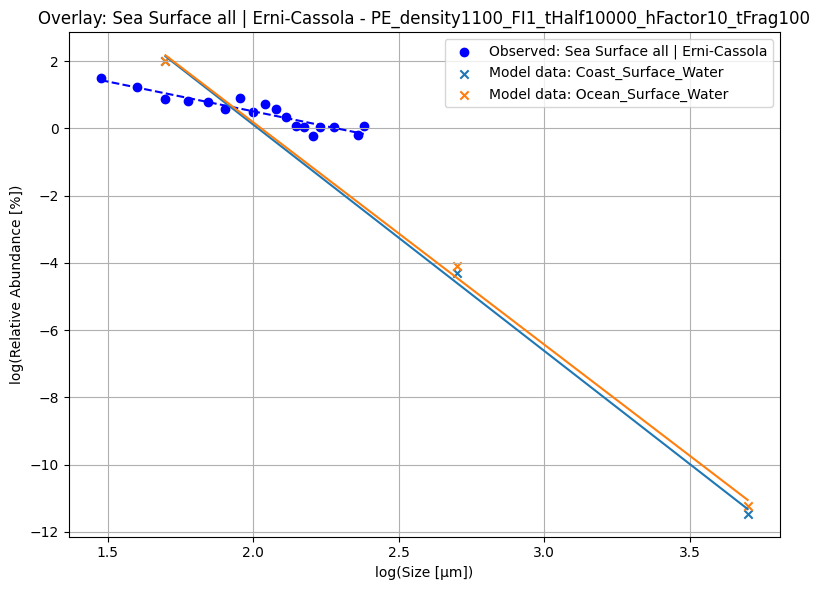 Overlay: Sea Surface all | Erni-Cassola - PE_density1100_FI1_tHalf10000_hFactor10_tFrag100
Observed: Sea Surface all | Erni-Cassola
Model data: Coast_Surface_Water
Model data: Ocean_Surface_Water
log(Relative Abundance [%])
2
0
−2
−4
−6
−8
−10
−12
1.5
2.0
2.5
3.0
3.5
log(Size [μm])